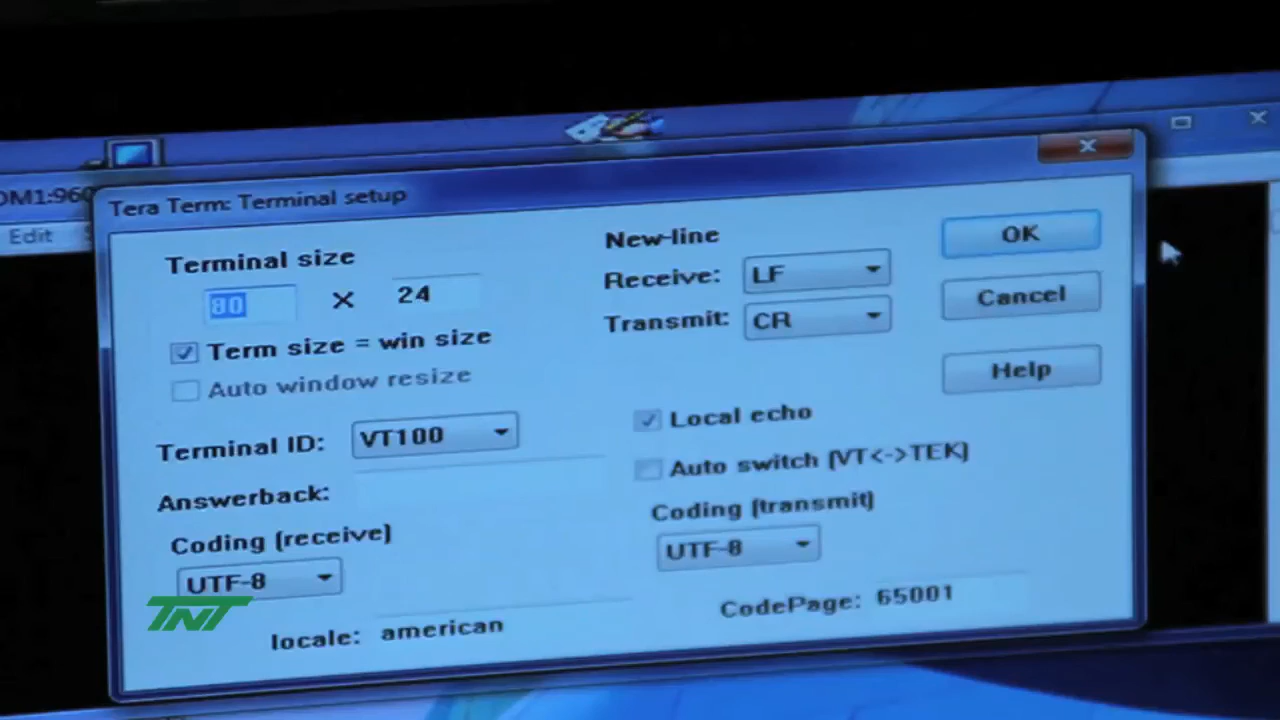 OM1:960
Edit
Tera Term: Terminal setup
Terminal size
80 X 24
Term size = win size
Auto window resize
Terminal ID: VT100
Answerback:
Coding (receive)
UTF-8
locale: american
New-line
Receive: LF
Transmit: CR
Local echo
Auto switch (VT<->TEK)
Coding (transmit)
UTF-8
CodePage: 65001
OK
Cancel
Help
TNT